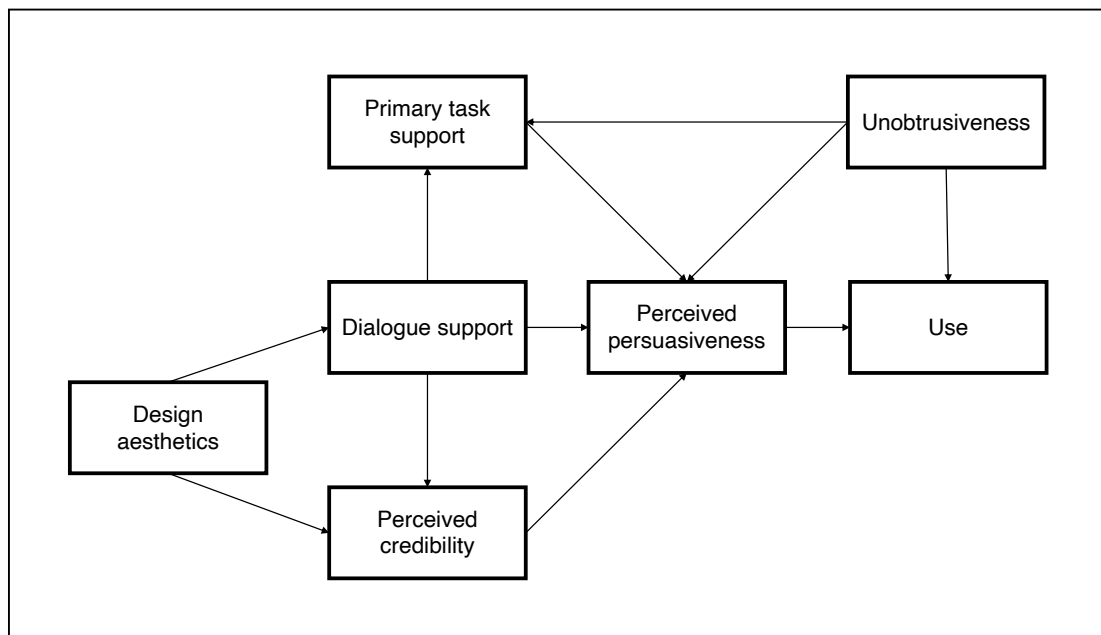 Primary task
support
Unobtrusiveness
Dialogue support
Perceived
persuasiveness
Use
Design
aesthetics
Perceived
credibility